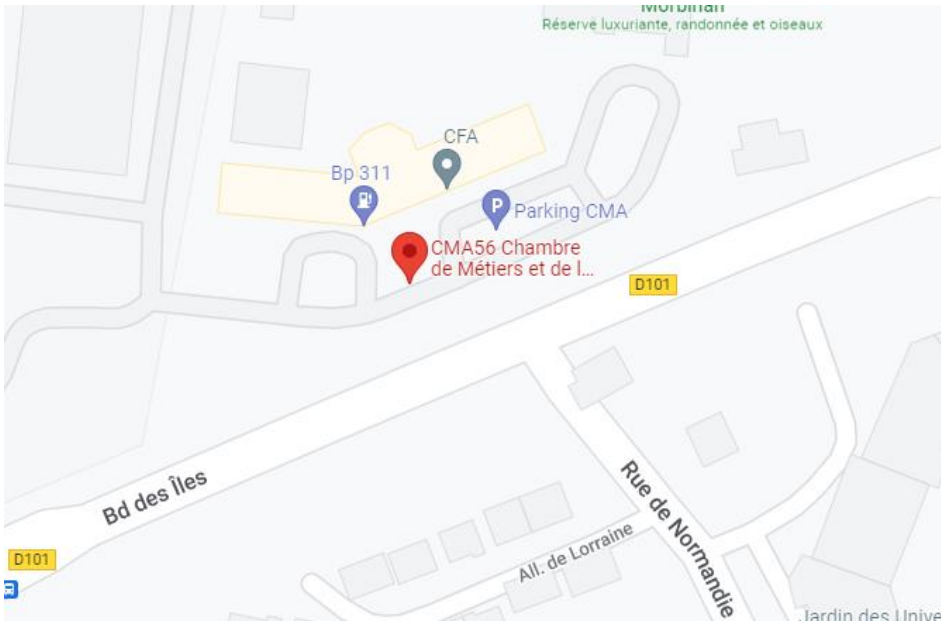 Morbihan
Réserve luxuriante, randonnée et oiseaux
CFA
Bp 311
P
Parking CMA
CMA56 Chambre
de Métiers et de l...
D101
Bd des Îles
Rue de Normandie
All. de Lorraine
D101
Jardin des Unive